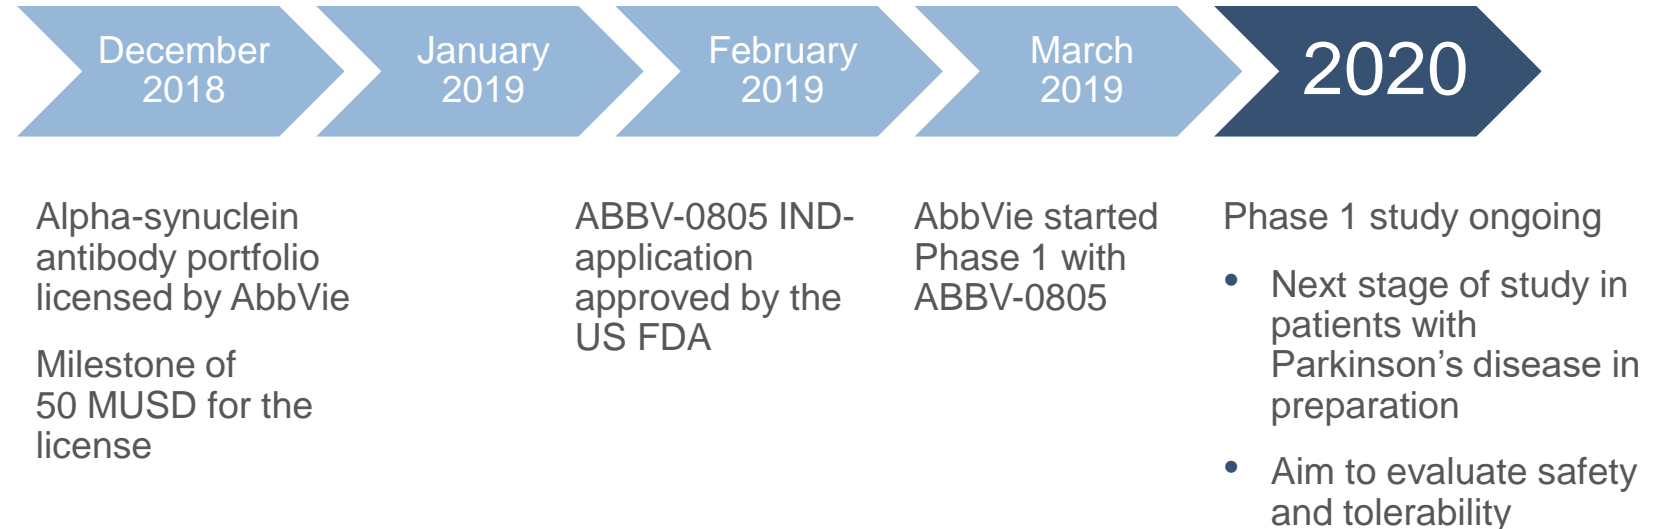 December
2018
January
2019
February
2019
March
2019
2020
Alpha-synuclein
antibody portfolio
licensed by AbbVie
Milestone of
50 MUSD for the
license
ABBV-0805 IND-
application
approved by the
US FDA
AbbVie started
Phase 1 with
ABBV-0805
Phase 1 study ongoing
• Next stage of study in
patients with
Parkinson’s disease in
preparation
• Aim to evaluate safety
and tolerability